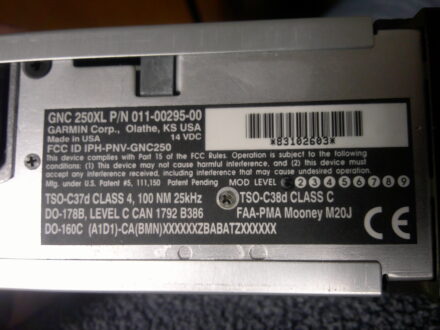 GNC 250XL P/N 011-00295-00
GARMIN Corp., Olathe, KS USA
Made in USA 14 VDC
FCC ID IPH-PNV-GNC250
*83102603*
This device complies with Part 15 of the FCC Rules. Operation is subject to the following
conditions: (1) This device may not cause harmful interference, and (2) this device must
accept any interference received, including interference that may cause undesired operation.
Mfg. under U.S. Patent #5, 111,150 Patent Pending MOD LEVEL 2 3 4 5 6 7 8 9
TSO-C37d CLASS 4, 100 NM 25kHz TSO-C38d CLASS C
DO-178B, LEVEL C CAN 1792 B386 FAA-PMA Mooney M20J
DO-160C (A1D1)-CA(BMN)XXXXXXZBABATZXXXXXX
CE